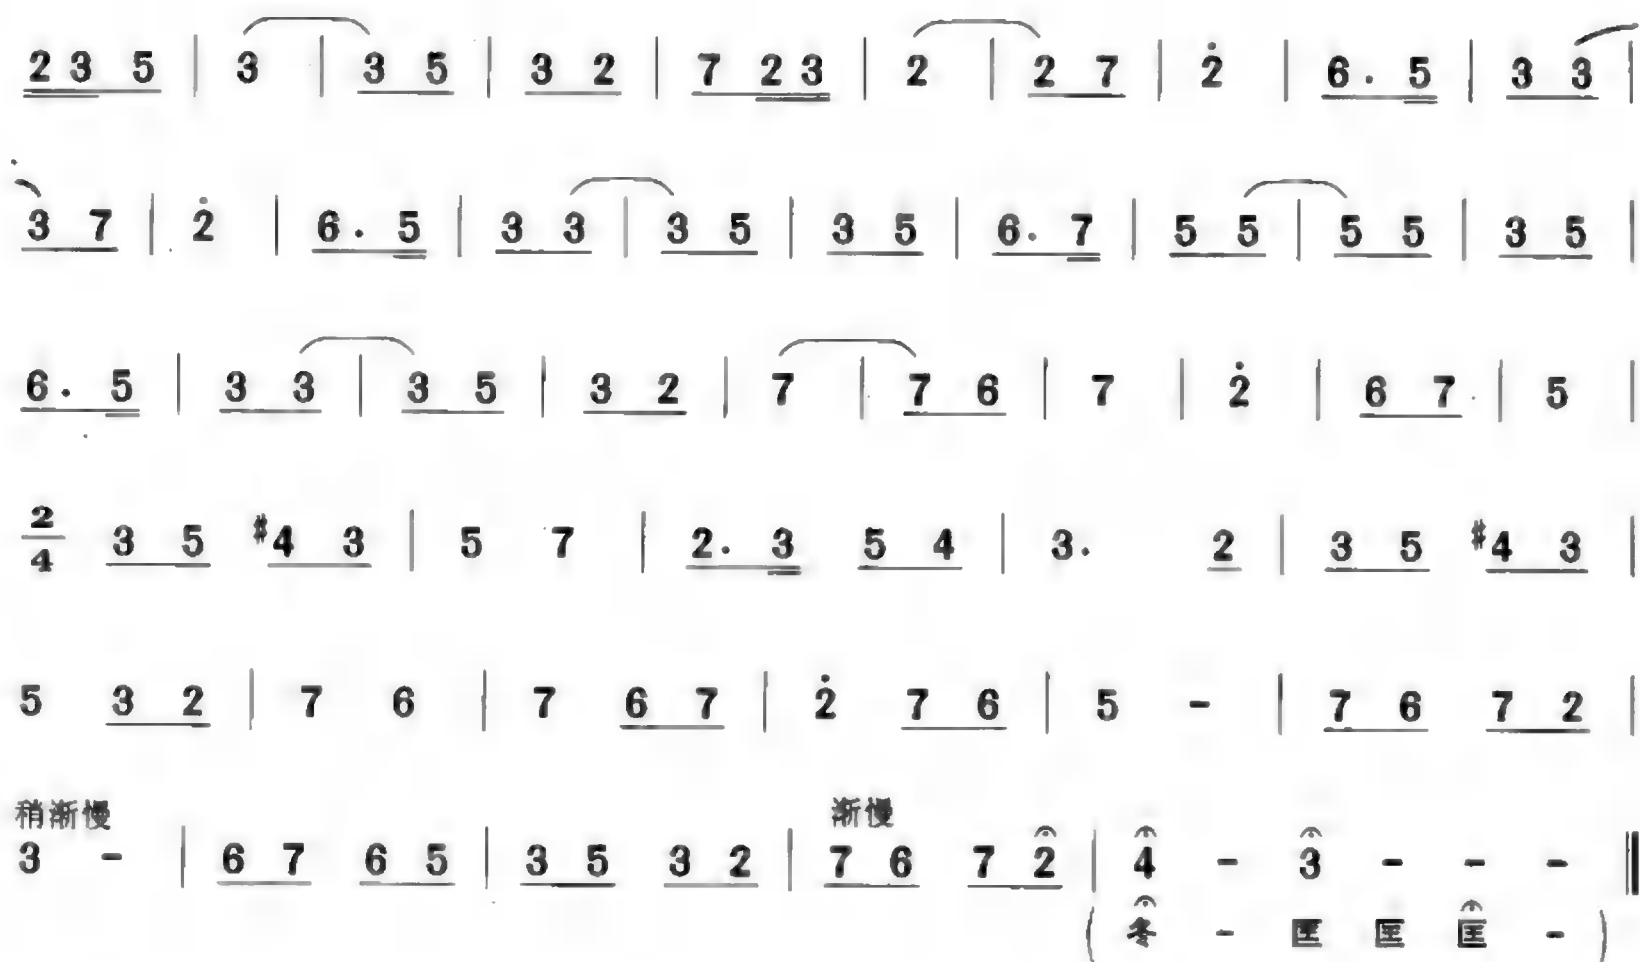 2 3 5 | 3 | 3 5 | 3 2 | 7 2 3 | 2 | 2 7 | 2̇ | 6. 5 | 3 3 |
3 7 | 2̇ | 6. 5 | 3 3 | 3 5 | 3 5 | 6. 7 | 5 5 | 5 5 | 3 5 |
6. 5 | 3 3 | 3 5 | 3 2 | 7 | 7 6 | 7 | 2̇ | 6 7 | 5 |
2/4 3 5 #4 3 | 5 7 | 2. 3 5 4 | 3. 2 | 3 5 #4 3 |
5 3 2 | 7 6 | 7 6 7 | 2̇ 7 6 | 5 - | 7 6 7 2 |
稍渐慢 渐慢
3 - | 6 7 6 5 | 3 5 3 2 | 7 6 7 2 | 4 - 3 - - - ‖
( 冬 - 匡 匡 匡 - )